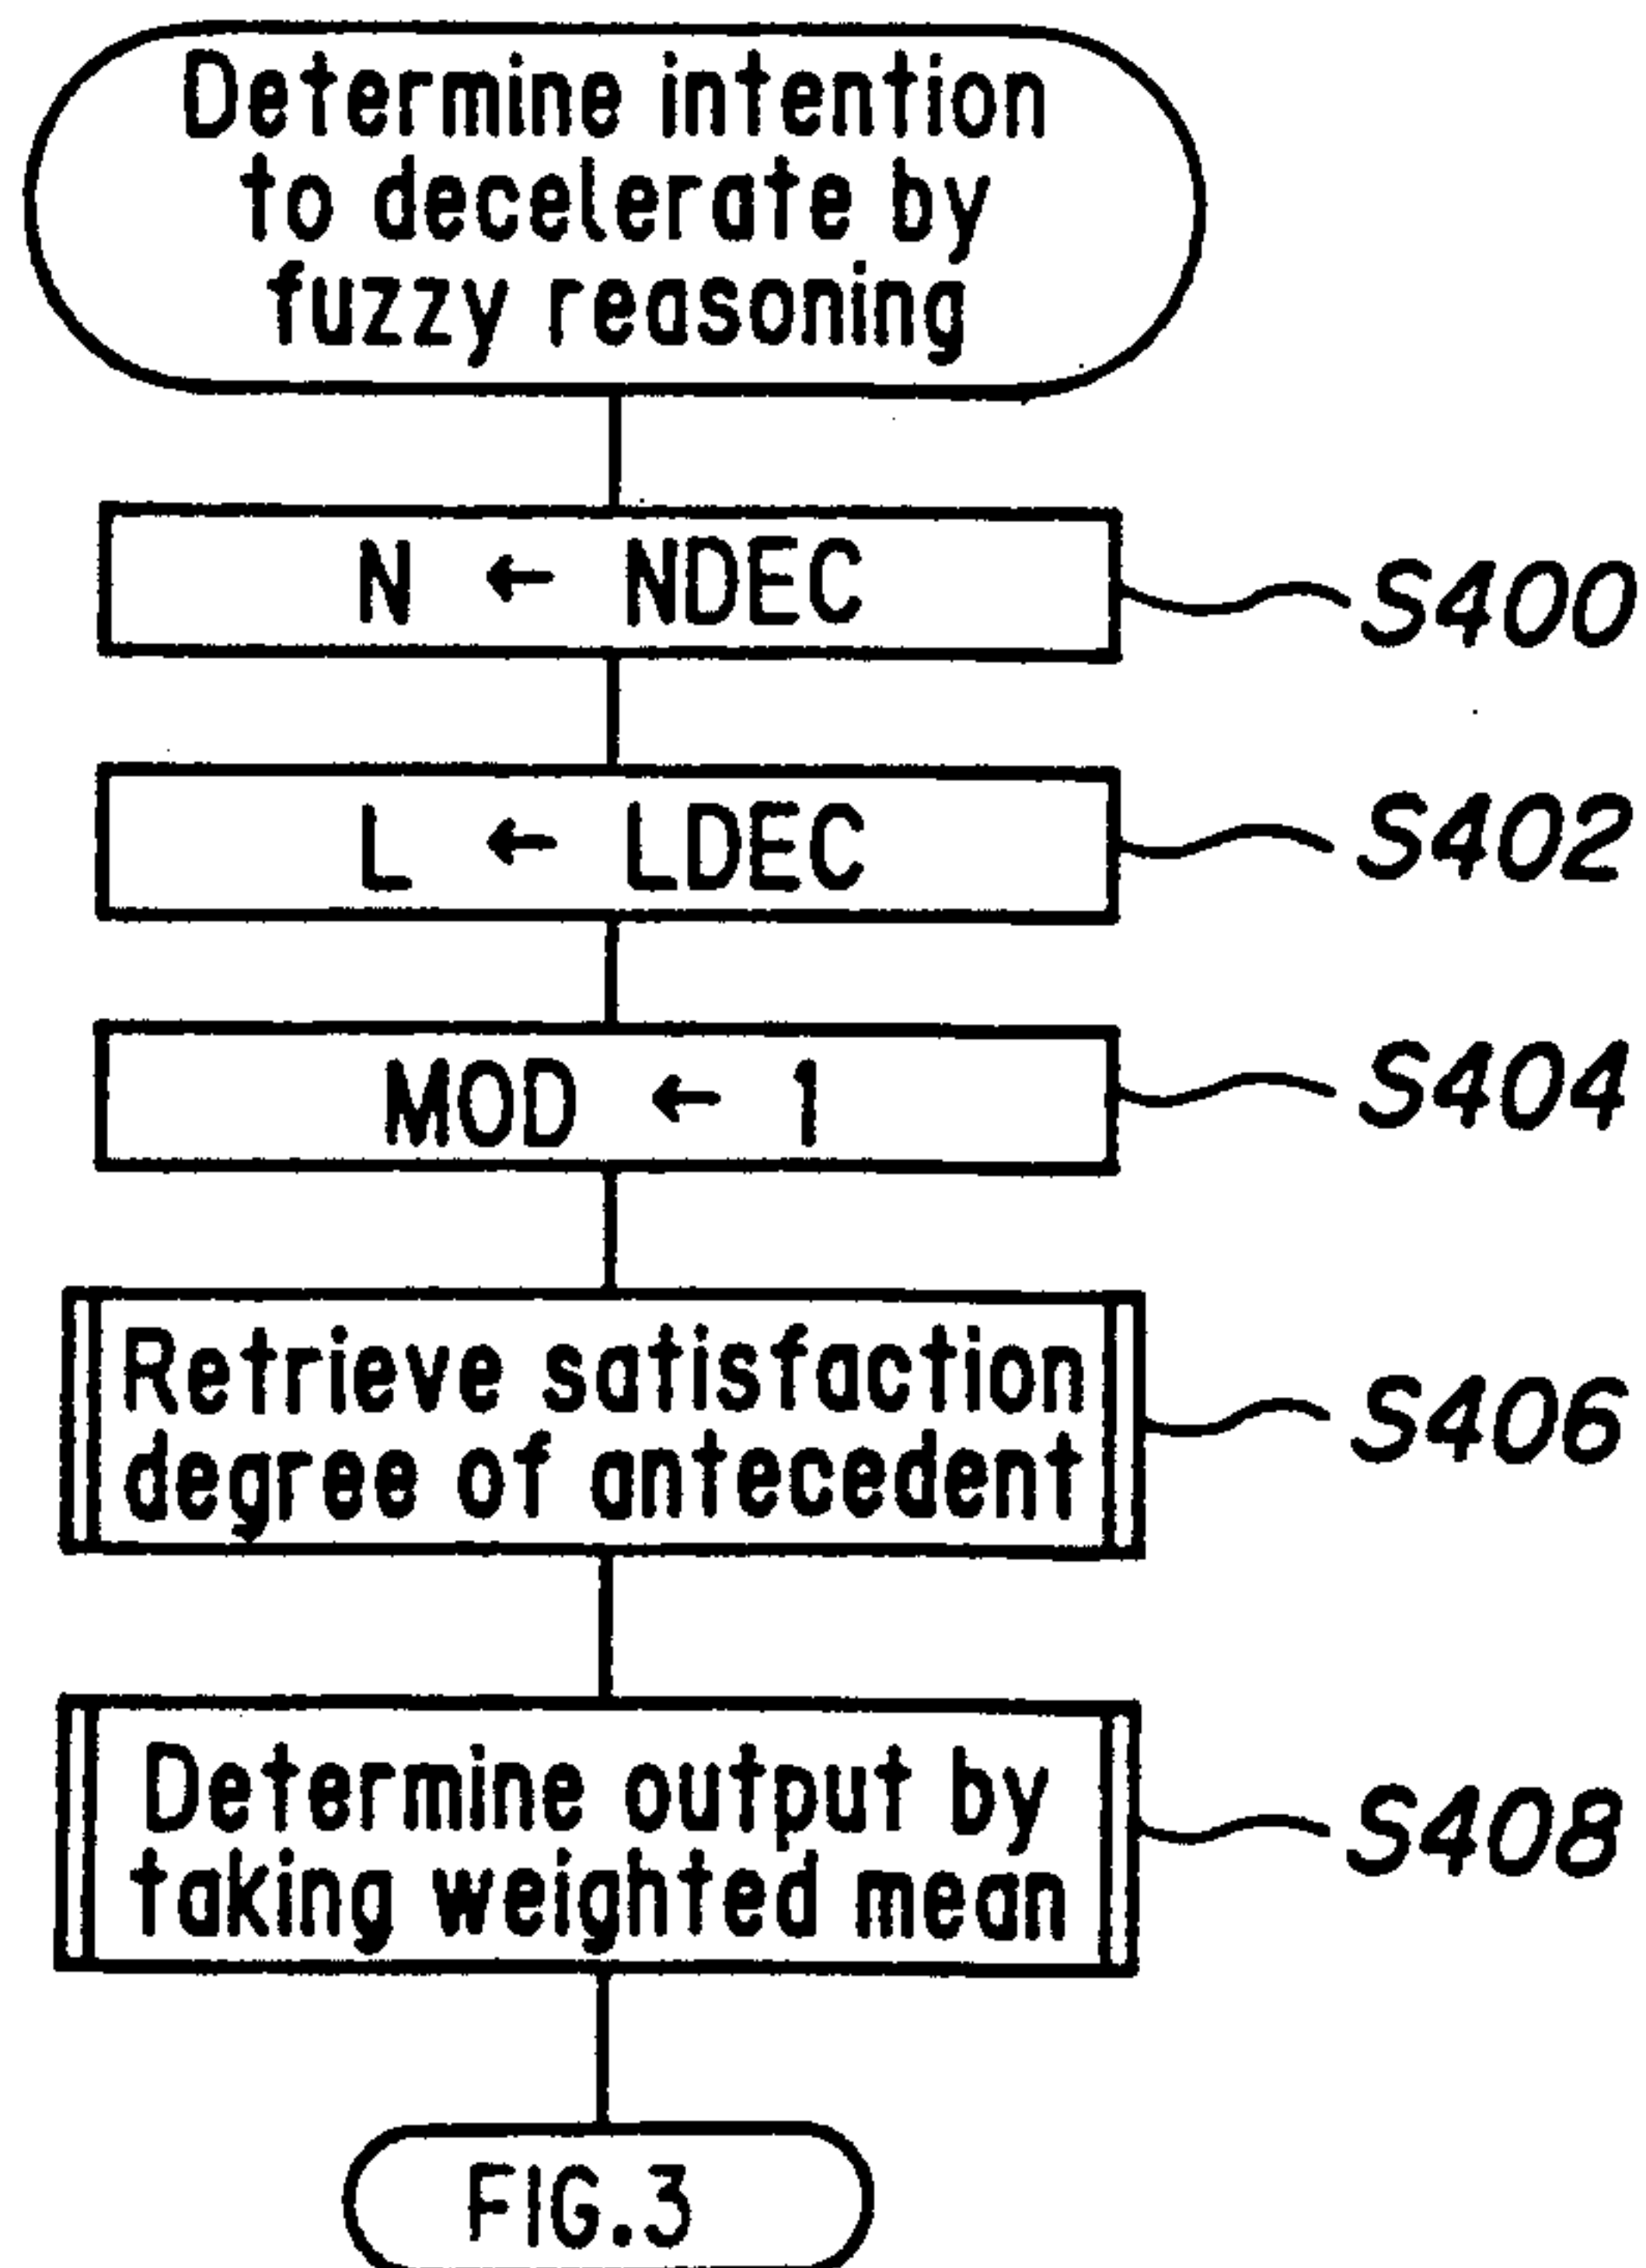 Determine intention
to decelerate by
fuzzy reasoning
N ← NDEC
S400
L ← LDEC
S402
MOD ← 1
S404
Retrieve satisfaction
degree of antecedent
S406
Determine output by
taking weighted mean
S408
FIG.3